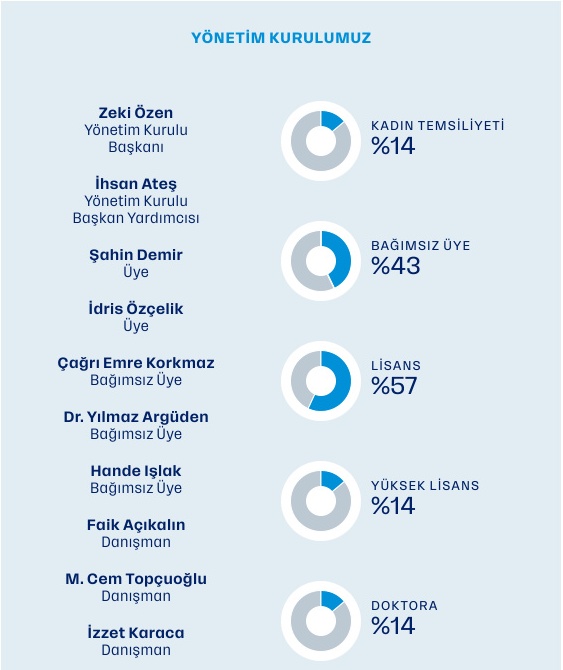 YÖNETİM KURULUMUZ
Zeki Özen
Yönetim Kurulu
Başkanı
İhsan Ateş
Yönetim Kurulu
Başkan Yardımcısı
Şahin Demir
Üye
İdris Özçelik
Üye
Çağrı Emre Korkmaz
Bağımsız Üye
Dr. Yılmaz Argüden
Bağımsız Üye
Hande Işlak
Bağımsız Üye
Faik Açıkalın
Danışman
M. Cem Topçuoğlu
Danışman
İzzet Karaca
Danışman
KADIN TEMSİLİYETİ
%14
BAĞIMSIZ ÜYE
%43
LİSANS
%57
YÜKSEK LİSANS
%14
DOKTORA
%14